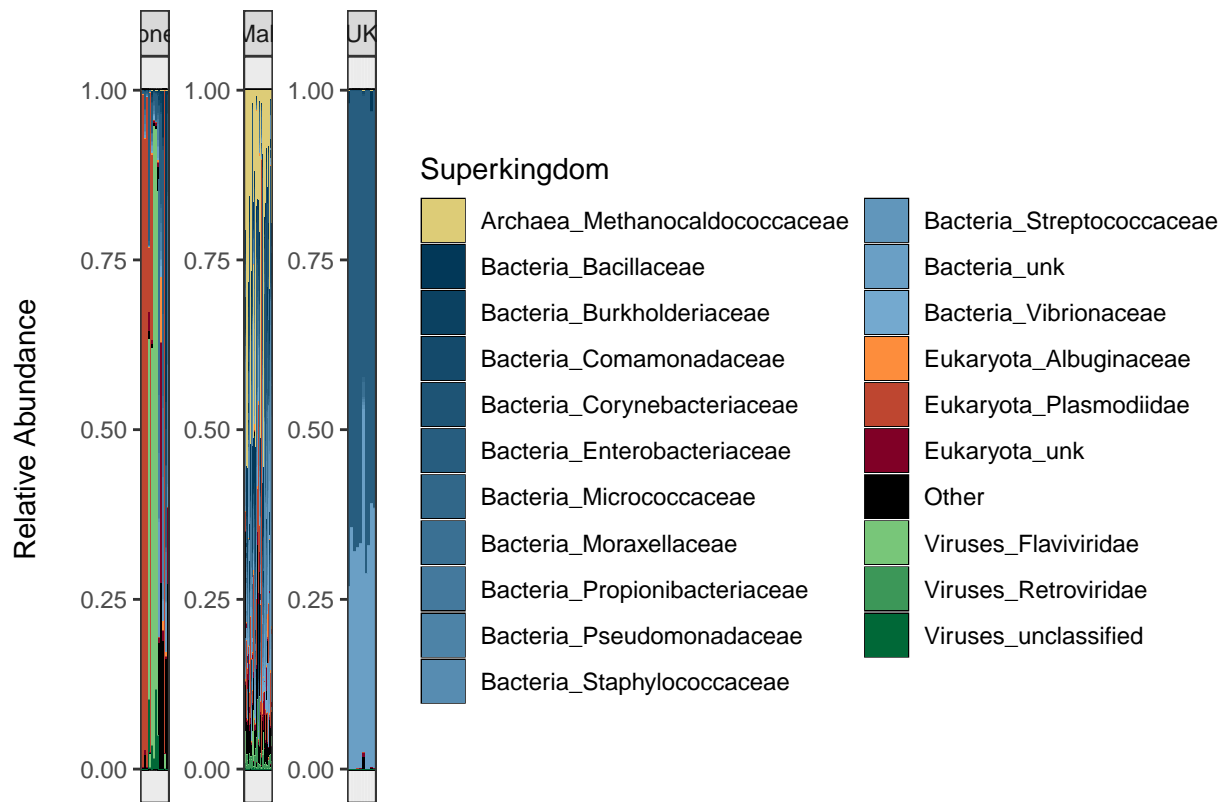 one
Mal
UK
1.00
0.75
0.50
0.25
0.00
1.00
0.75
0.50
0.25
0.00
1.00
0.75
0.50
0.25
0.00
Relative Abundance
Superkingdom
Archaea_Methanocaldococcaceae
Bacteria_Bacillaceae
Bacteria_Burkholderiaceae
Bacteria_Comamonadaceae
Bacteria_Corynebacteriaceae
Bacteria_Enterobacteriaceae
Bacteria_Micrococcaceae
Bacteria_Moraxellaceae
Bacteria_Propionibacteriaceae
Bacteria_Pseudomonadaceae
Bacteria_Staphylococcaceae
Bacteria_Streptococcaceae
Bacteria_unk
Bacteria_Vibrionaceae
Eukaryota_Albuginaceae
Eukaryota_Plasmodiidae
Eukaryota_unk
Other
Viruses_Flaviviridae
Viruses_Retroviridae
Viruses_unclassified